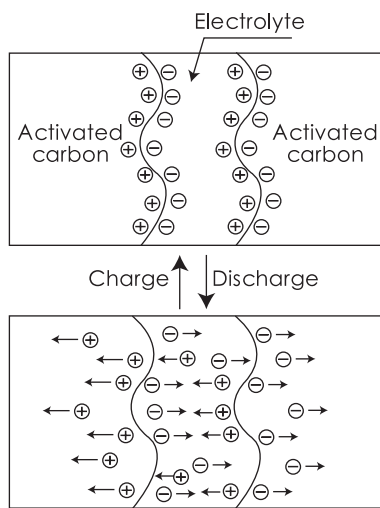 Electrolyte
Activated
carbon
Activated
carbon
Charge
Discharge